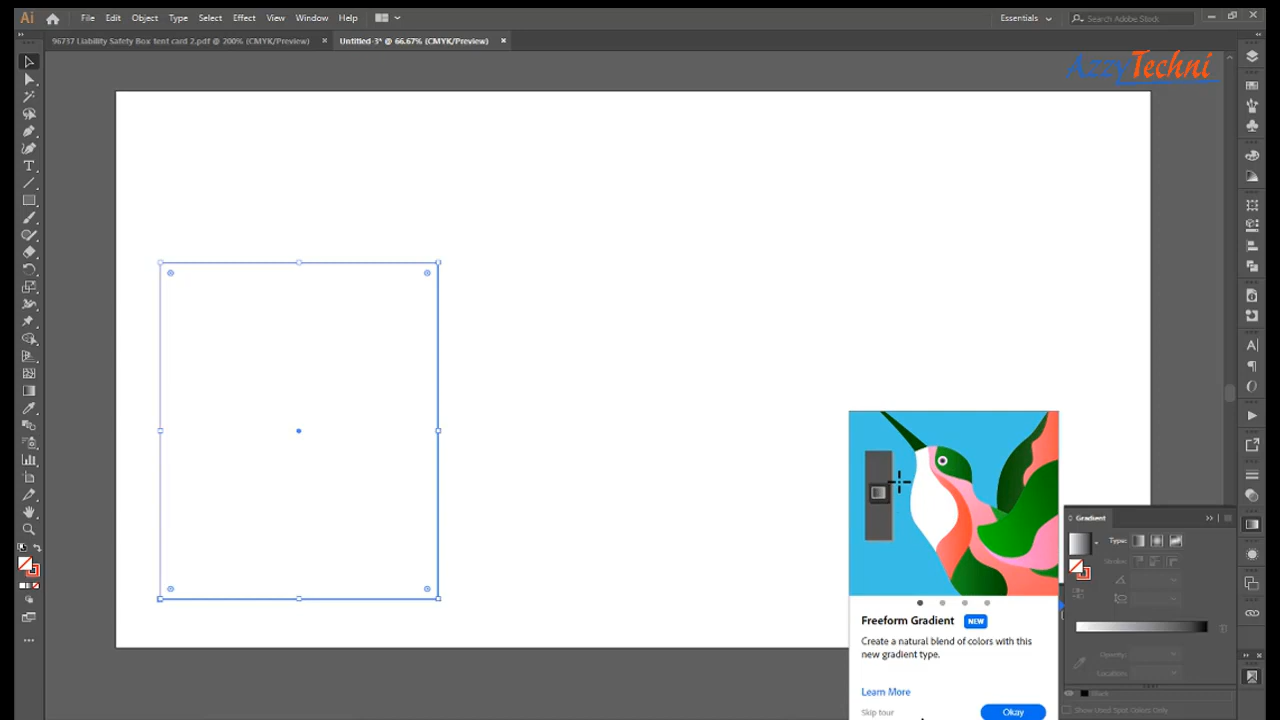 Ai File Edit Object Type Select Effect View Window Help Essentials Search Adobe Stock
96737 Liability Safety Box tent card 2.pdf @ 200% (CMYK/Preview) × Untitled-3* @ 66.67% (CMYK/Preview) ×
AzzyTechni
Gradient
Type:
Stroke:
Freeform Gradient NEW
Create a natural blend of colors with this
new gradient type.
Opacity:
Location:
Learn More
Black
Skip tour Okay
Show Used Spot Colors Only